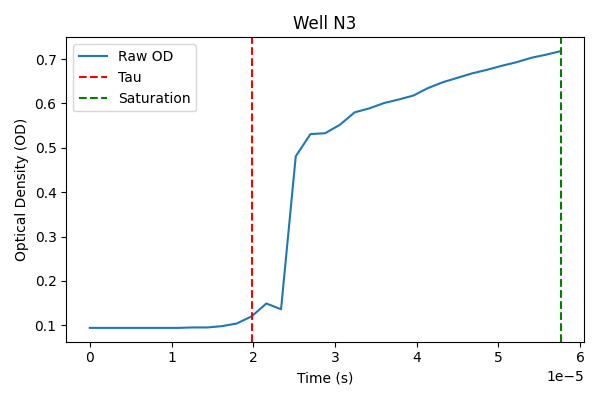 Well N3
Raw OD
Tau
Saturation
Optical Density (OD)
0.7
0.6
0.5
0.4
0.3
0.2
0.1
0 1 2 3 4 5 6
1e−5
Time (s)